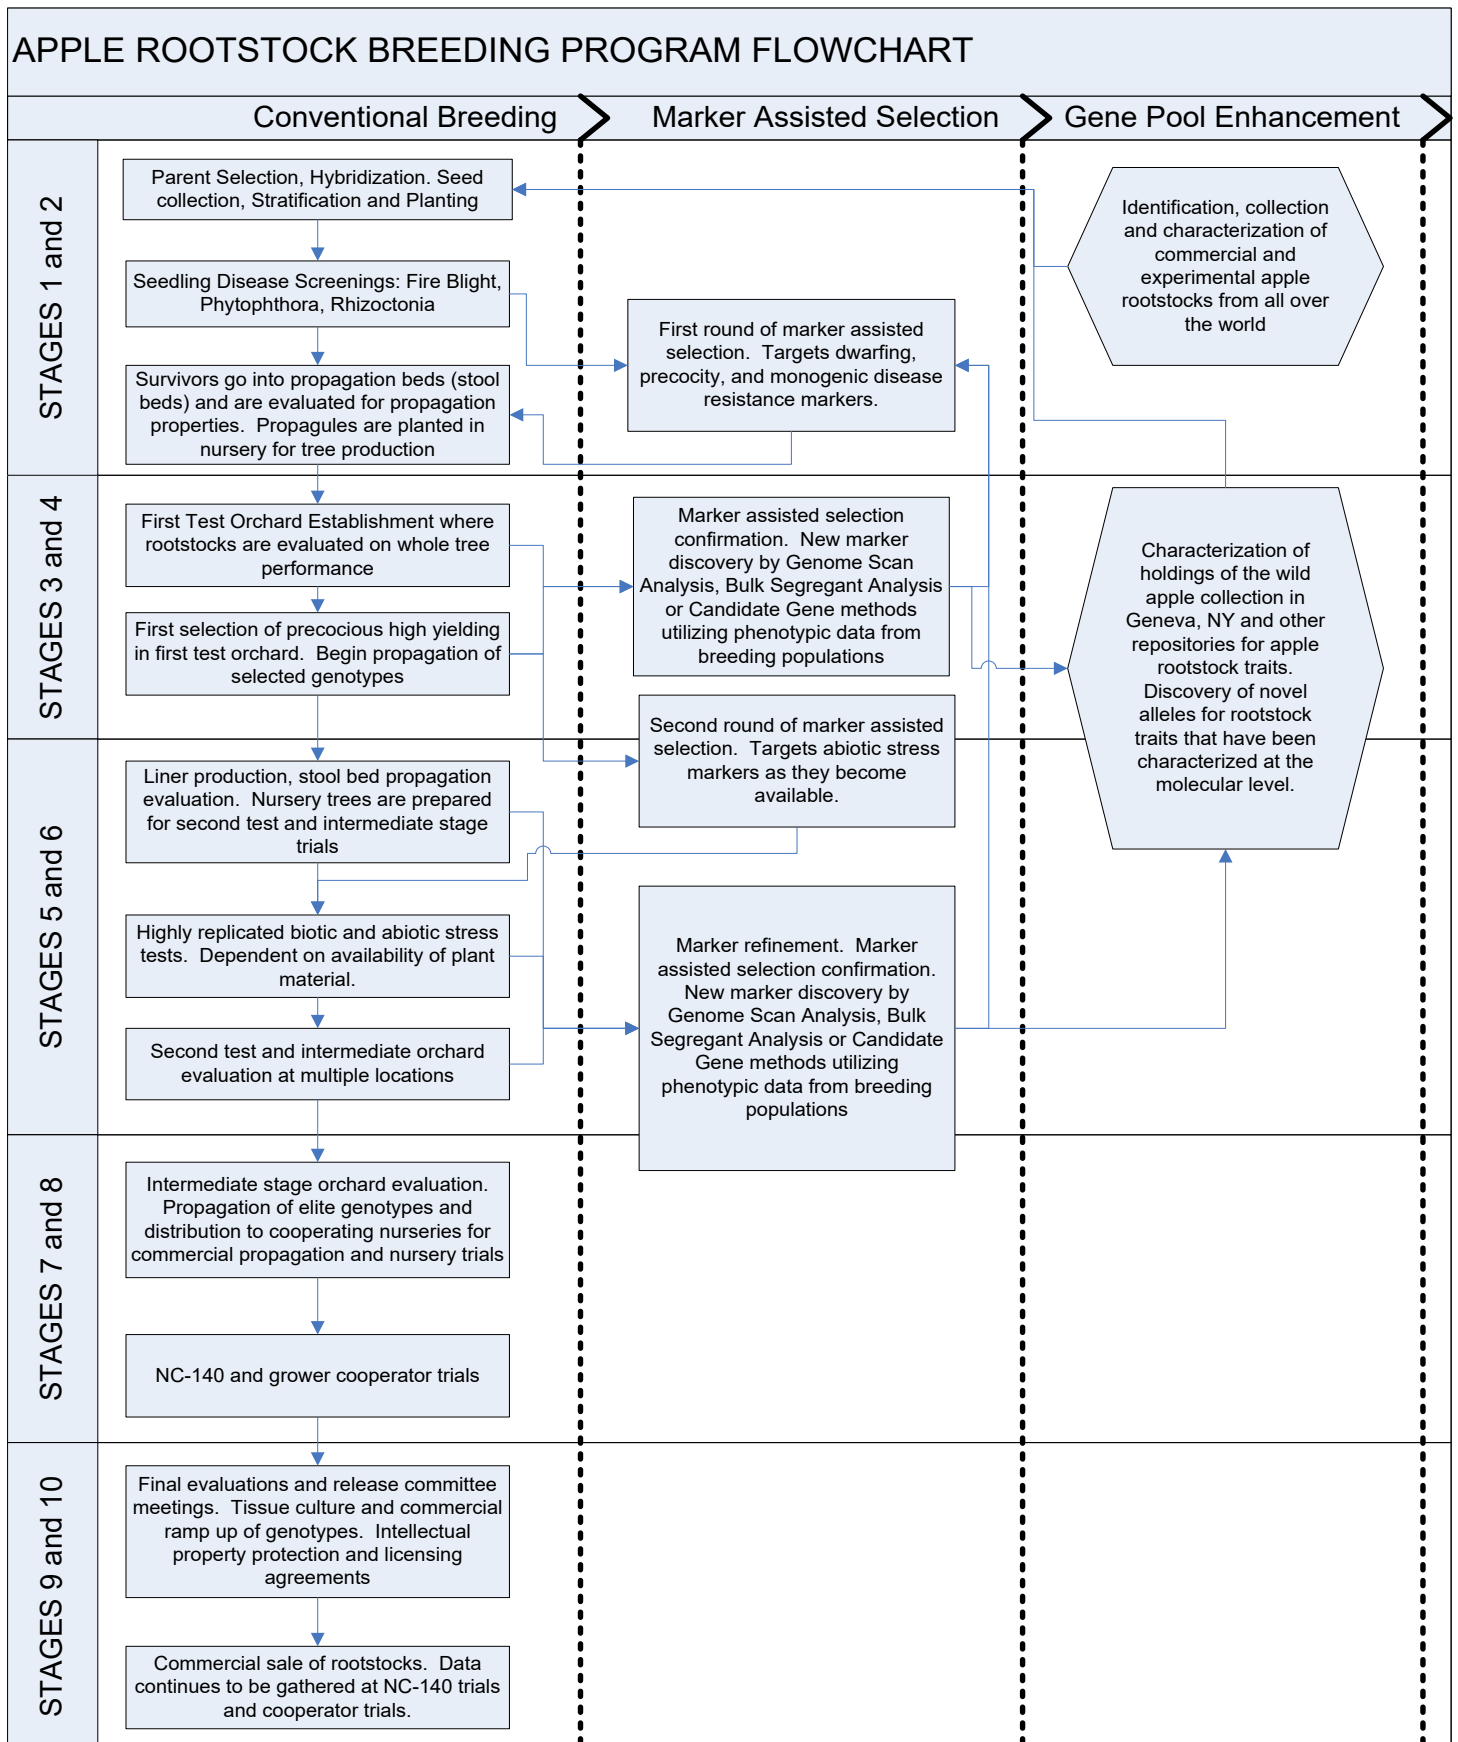 APPLE ROOTSTOCK BREEDING PROGRAM FLOWCHART
Conventional Breeding
Marker Assisted Selection
Gene Pool Enhancement
STAGES 1 and 2
Parent Selection, Hybridization. Seed
collection, Stratification and Planting
Seedling Disease Screenings: Fire Blight,
Phytophthora, Rhizoctonia
Survivors go into propagation beds (stool
beds) and are evaluated for propagation
properties. Propagules are planted in
nursery for tree production
First round of marker assisted
selection. Targets dwarfing,
precocity, and monogenic disease
resistance markers.
Identification, collection
and characterization of
commercial and
experimental apple
rootstocks from all over
the world
STAGES 3 and 4
First Test Orchard Establishment where
rootstocks are evaluated on whole tree
performance
First selection of precocious high yielding
in first test orchard. Begin propagation of
selected genotypes
Marker assisted selection
confirmation. New marker
discovery by Genome Scan
Analysis, Bulk Segregant Analysis
or Candidate Gene methods
utilizing phenotypic data from
breeding populations
Second round of marker assisted
selection. Targets abiotic stress
markers as they become
available.
Characterization of
holdings of the wild
apple collection in
Geneva, NY and other
repositories for apple
rootstock traits.
Discovery of novel
alleles for rootstock
traits that have been
characterized at the
molecular level.
STAGES 5 and 6
Liner production, stool bed propagation
evaluation. Nursery trees are prepared
for second test and intermediate stage
trials
Highly replicated biotic and abiotic stress
tests. Dependent on availability of plant
material.
Second test and intermediate orchard
evaluation at multiple locations
Marker refinement. Marker
assisted selection confirmation.
New marker discovery by
Genome Scan Analysis, Bulk
Segregant Analysis or Candidate
Gene methods utilizing
phenotypic data from breeding
populations
STAGES 7 and 8
Intermediate stage orchard evaluation.
Propagation of elite genotypes and
distribution to cooperating nurseries for
commercial propagation and nursery trials
NC-140 and grower cooperator trials
STAGES 9 and 10
Final evaluations and release committee
meetings. Tissue culture and commercial
ramp up of genotypes. Intellectual
property protection and licensing
agreements
Commercial sale of rootstocks. Data
continues to be gathered at NC-140 trials
and cooperator trials.